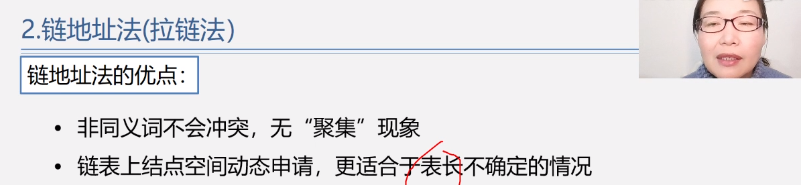 2.链地址法(拉链法)
链地址法的优点：
• 非同义词不会冲突，无“聚集”现象
• 链表上结点空间动态申请，更适合于表长不确定的情况